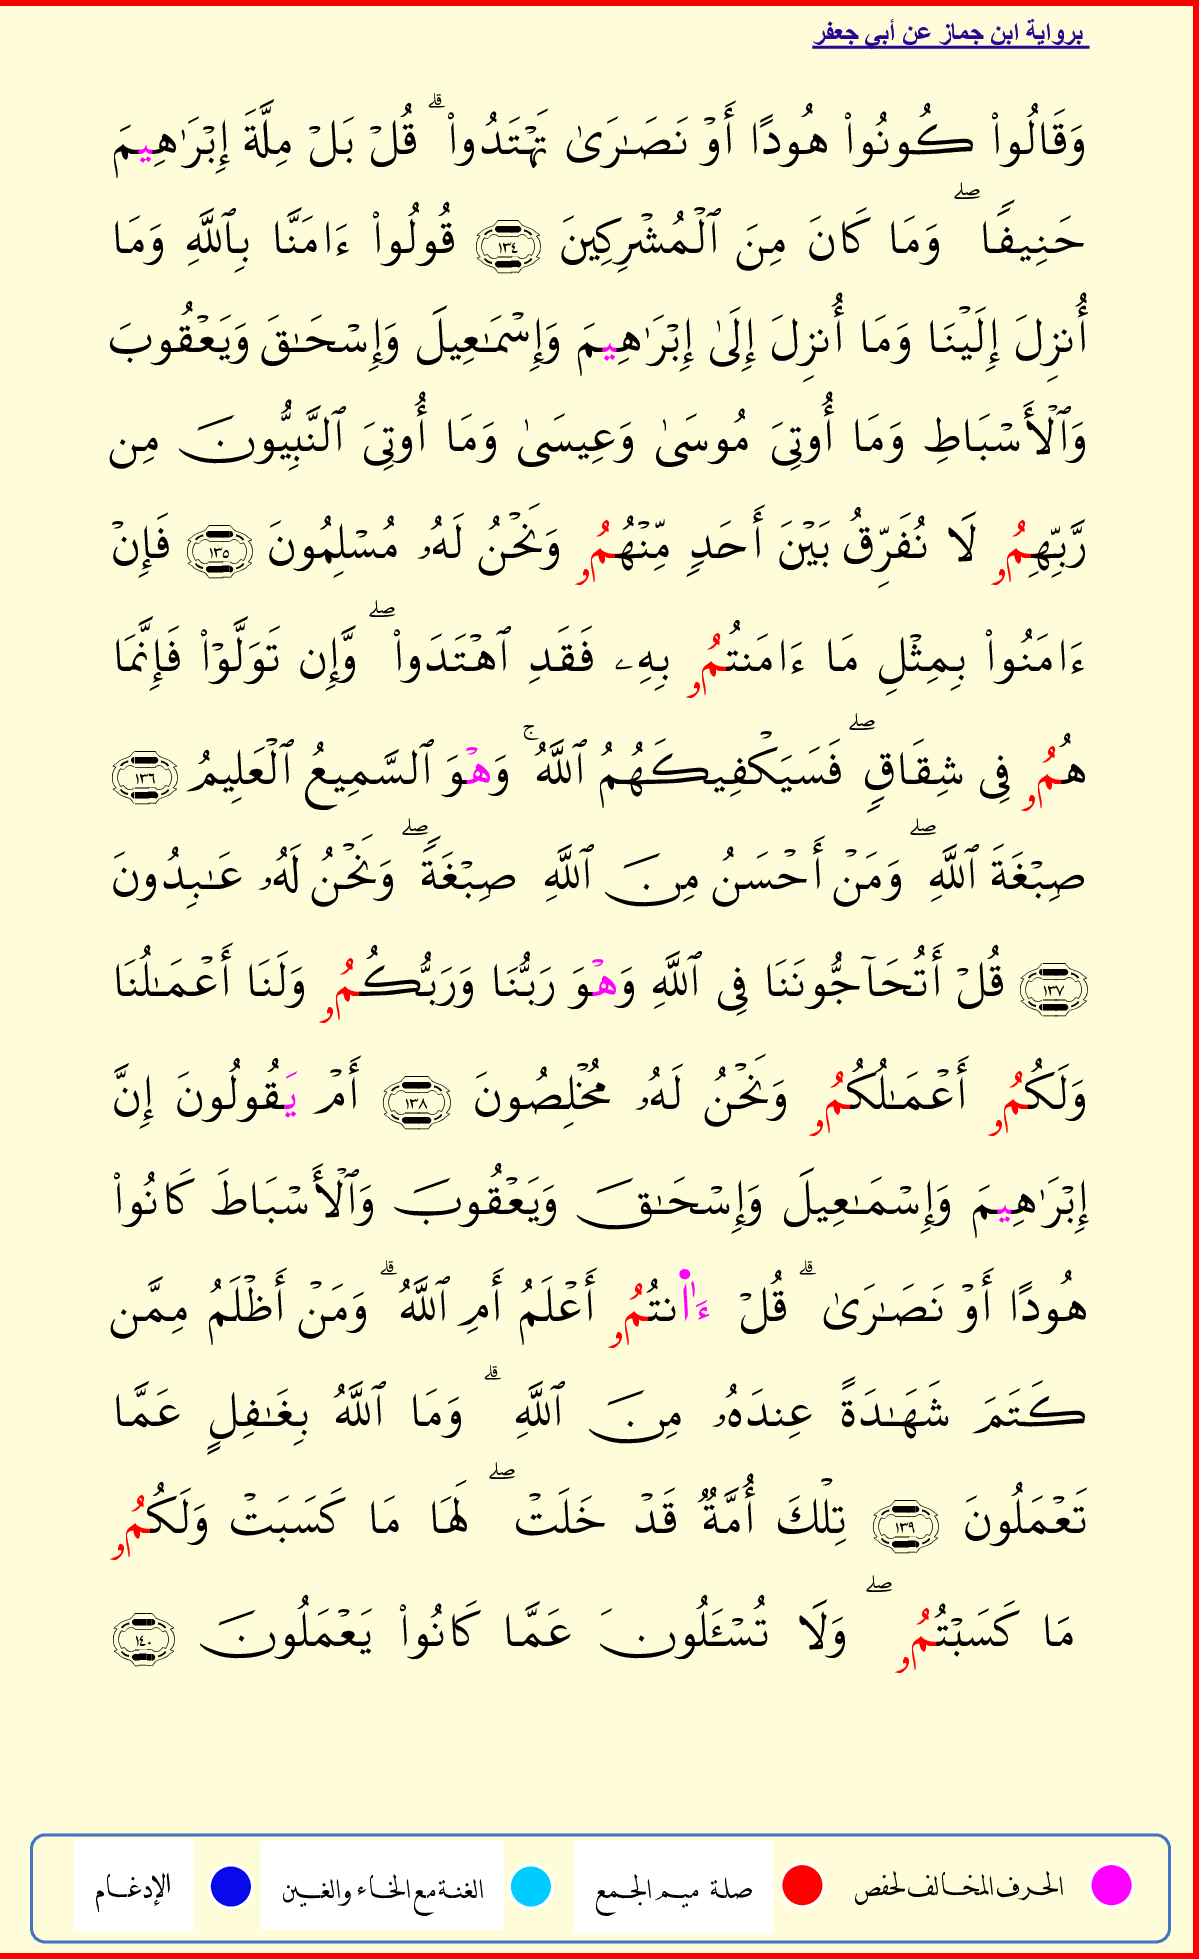 برواية ابن جماز عن أبي جعفر
وَقَالُوا۟ كُونُوا۟ هُودًا أَوۡ نَصَـٰرَىٰ تَهۡتَدُوا۟ۗ قُلۡ بَلۡ مِلَّةَ إِبۡرَٰهِيمَ
حَنِيفًاۖ وَمَا كَانَ مِنَ ٱلۡمُشۡرِكِينَ ١٣٤ قُولُوٓا۟ ءَامَنَّا بِٱللَّهِ وَمَا
أُنزِلَ إِلَيۡنَا وَمَا أُنزِلَ إِلَىٰ إِبۡرَٰهِيمَ وَإِسۡمَـٰعِيلَ وَإِسۡحَـٰقَ وَيَعۡقُوبَ
وَٱلۡأَسۡبَاطِ وَمَا أُوتِىَ مُوسَىٰ وَعِيسَىٰ وَمَا أُوتِىَ ٱلنَّبِيُّونَ مِن
رَّبِّهِمُۥ لَا نُفَرِّقُ بَيۡنَ أَحَدٍ مِّنۡهُمُۥ وَنَحۡنُ لَهُۥ مُسۡلِمُونَ ١٣٥ فَإِنۡ
ءَامَنُوا۟ بِمِثۡلِ مَا ءَامَنتُمُۥ بِهِۦ فَقَدِ ٱهۡتَدَوا۟ۖ وَّإِن تَوَلَّوۡا۟ فَإِنَّمَا
هُمُۥ فِى شِقَاقٍۖ فَسَيَكۡفِيكَهُمُ ٱللَّهُۚ وَهۡوَ ٱلسَّمِيعُ ٱلۡعَلِيمُ ١٣٦
صِبۡغَةَ ٱللَّهِۖ وَمَنۡ أَحۡسَنُ مِنَ ٱللَّهِ صِبۡغَةًۖ وَنَحۡنُ لَهُۥ عَـٰبِدُونَ
١٣٧ قُلۡ أَتُحَآجُّونَنَا فِى ٱللَّهِ وَهۡوَ رَبُّنَا وَرَبُّكُمُۥ وَلَنَا أَعۡمَـٰلُنَا
وَلَكُمُۥ أَعۡمَـٰلُكُمُۥ وَنَحۡنُ لَهُۥ مُخۡلِصُونَ ١٣٨ أَمۡ يَقُولُونَ إِنَّ
إِبۡرَٰهِيمَ وَإِسۡمَـٰعِيلَ وَإِسۡحَـٰقَ وَيَعۡقُوبَ وَٱلۡأَسۡبَاطَ كَانُوا۟
هُودًا أَوۡ نَصَـٰرَىٰۗ قُلۡ ءَا۬نتُمُۥ أَعۡلَمُ أَمِ ٱللَّهُۗ وَمَنۡ أَظۡلَمُ مِمَّن
كَتَمَ شَهَـٰدَةً عِندَهُۥ مِنَ ٱللَّهِۗ وَمَا ٱللَّهُ بِغَـٰفِلٍ عَمَّا
تَعۡمَلُونَ ١٣٩ تِلۡكَ أُمَّةٌ قَدۡ خَلَتۡۖ لَهَا مَا كَسَبَتۡ وَلَكُمُۥ
مَا كَسَبۡتُمُۥۖ وَلَا تُسۡـَٔلُونَ عَمَّا كَانُوا۟ يَعۡمَلُونَ ١٤٠
الحرف المخالف لحفص صلة ميم الجمع الغنة مع الخاء والغين الإدغام